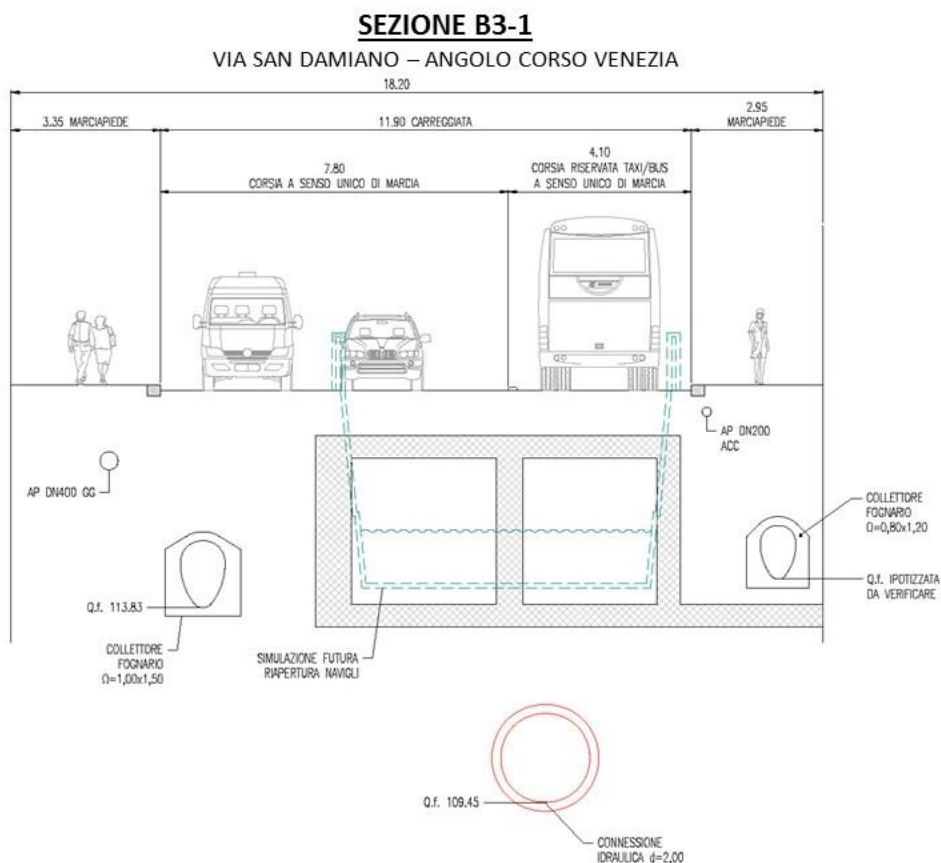 SEZIONE B3-1
VIA SAN DAMIANO – ANGOLO CORSO VENEZIA
18.20
3.35 MARCIAPIEDE
11.90 CARREGGIATA
2.95
MARCIAPIEDE
7.80
CORSIA A SENSO UNICO DI MARCIA
4.10
CORSIA RISERVATA TAXI/BUS
A SENSO UNICO DI MARCIA
AP DN200
ACC
AP DN400 GG
COLLETTORE
FOGNARIO
Ω=0,80x1,20
Q.f. IPOTIZZATA
DA VERIFICARE
Q.f. 113.83
COLLETTORE
FOGNARIO
Ω=1,00x1,50
SIMULAZIONE FUTURA
RIAPERTURA NAVIGLI
Q.f. 109.45
CONNESSIONE
IDRAULICA d=2,00